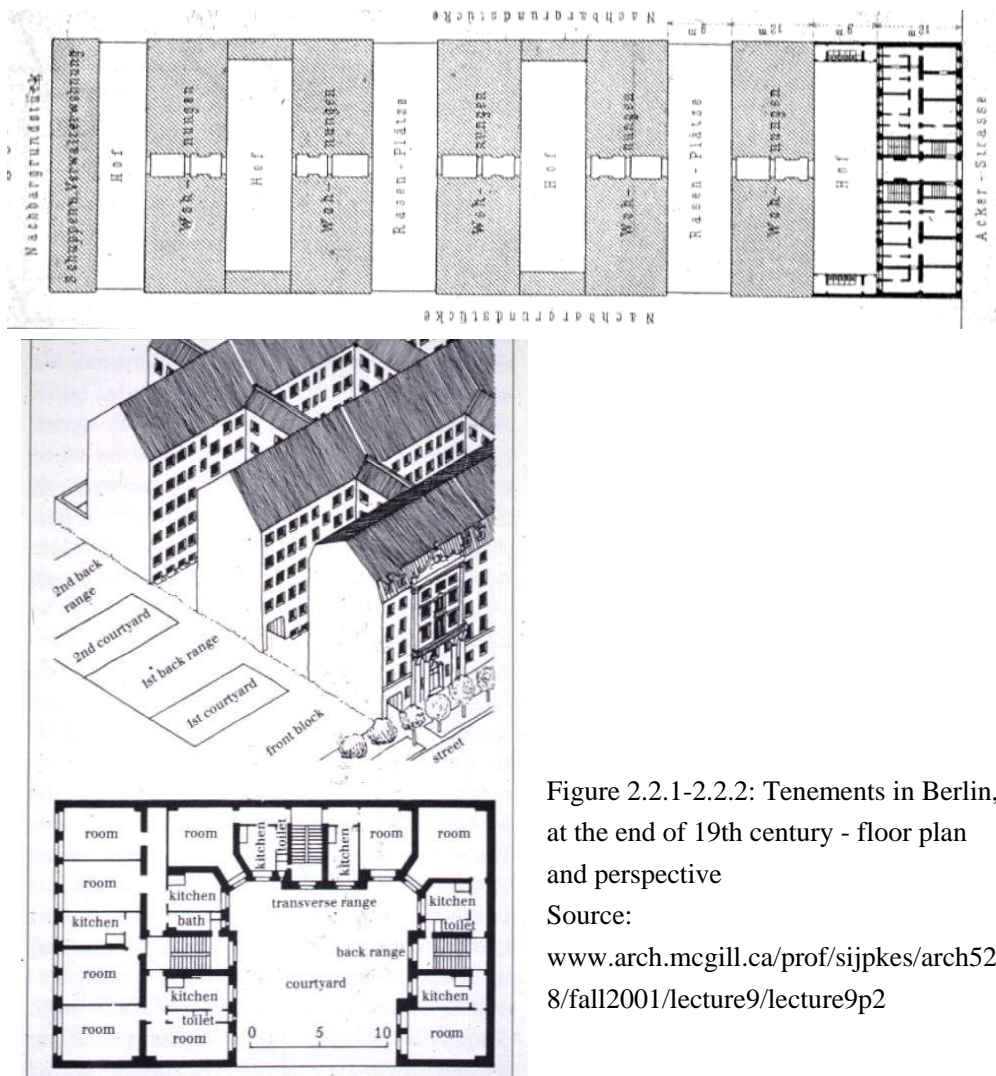 Nachbargrundstücke
9 m 12 m 9 m 12 m
Nachbargrundstück
Schuppen u. Verwalterwohnung
Hof
Woh- nungen
Hof
Woh- nungen
Rasen-Plätze
Woh- nungen
Hof
Woh- nungen
Rasen-Plätze
Woh- nungen
Hof
Acker-Strasse
Nachbargrundstücke
2nd back
range
2nd courtyard
1st back range
1st courtyard
front block
street
room
room
kitchen
toilet
kitchen
room
room
room
kitchen
transverse range
kitchen
kitchen
bath
toilet
back range
courtyard
room
kitchen
kitchen
toilet
room
room
room
0 5 10
Figure 2.2.1-2.2.2: Tenements in Berlin,
at the end of 19th century - floor plan
and perspective
Source:
www.arch.mcgill.ca/prof/sijpkes/arch52
8/fall2001/lecture9/lecture9p2